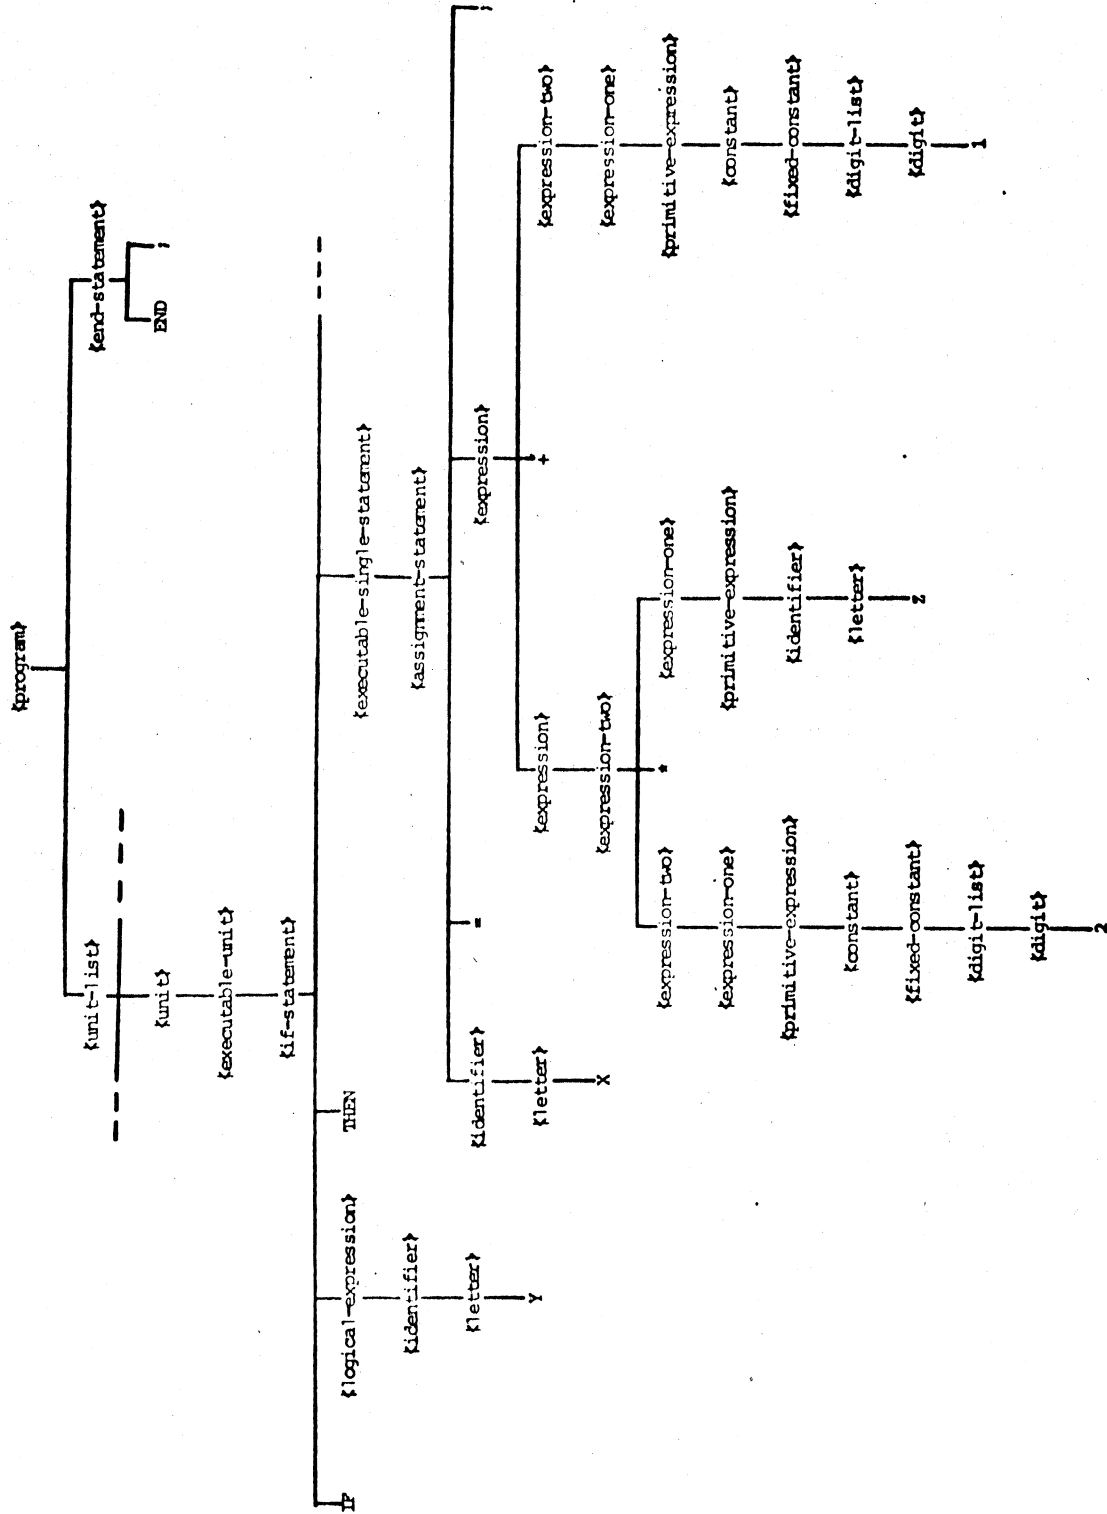 {program}
{unit-list} {end-statement}
{unit} END ;
{executable-unit}
{if-statement}
IF {logical-expression} THEN {executable-single-statement}
{identifier} {assignment-statement}
{letter} {identifier} = {expression} ;
Y {letter} {expression} + {expression-two}
X {expression-two} {expression-one}
{expression-two} * {expression-one} {primitive-expression}
{expression-one} {primitive-expression} {constant}
{primitive-expression} {identifier} {fixed-constant}
{constant} {letter} {digit-list}
{fixed-constant} Z {digit}
{digit-list} 1
{digit}
2